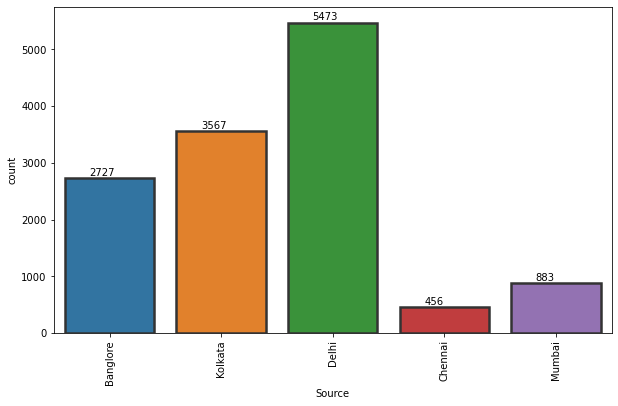 5473
3567
2727
883
456
5000
4000
3000
2000
1000
0
count
Banglore
Kolkata
Delhi
Chennai
Mumbai
Source